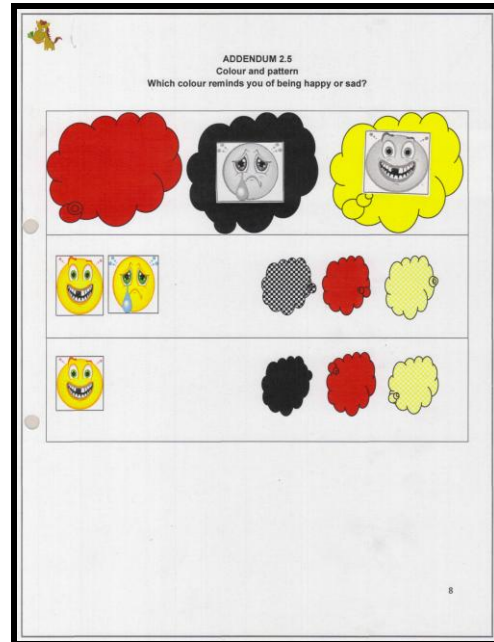 ADDENDUM 2.5
Colour and pattern
Which colour reminds you of being happy or sad?
8